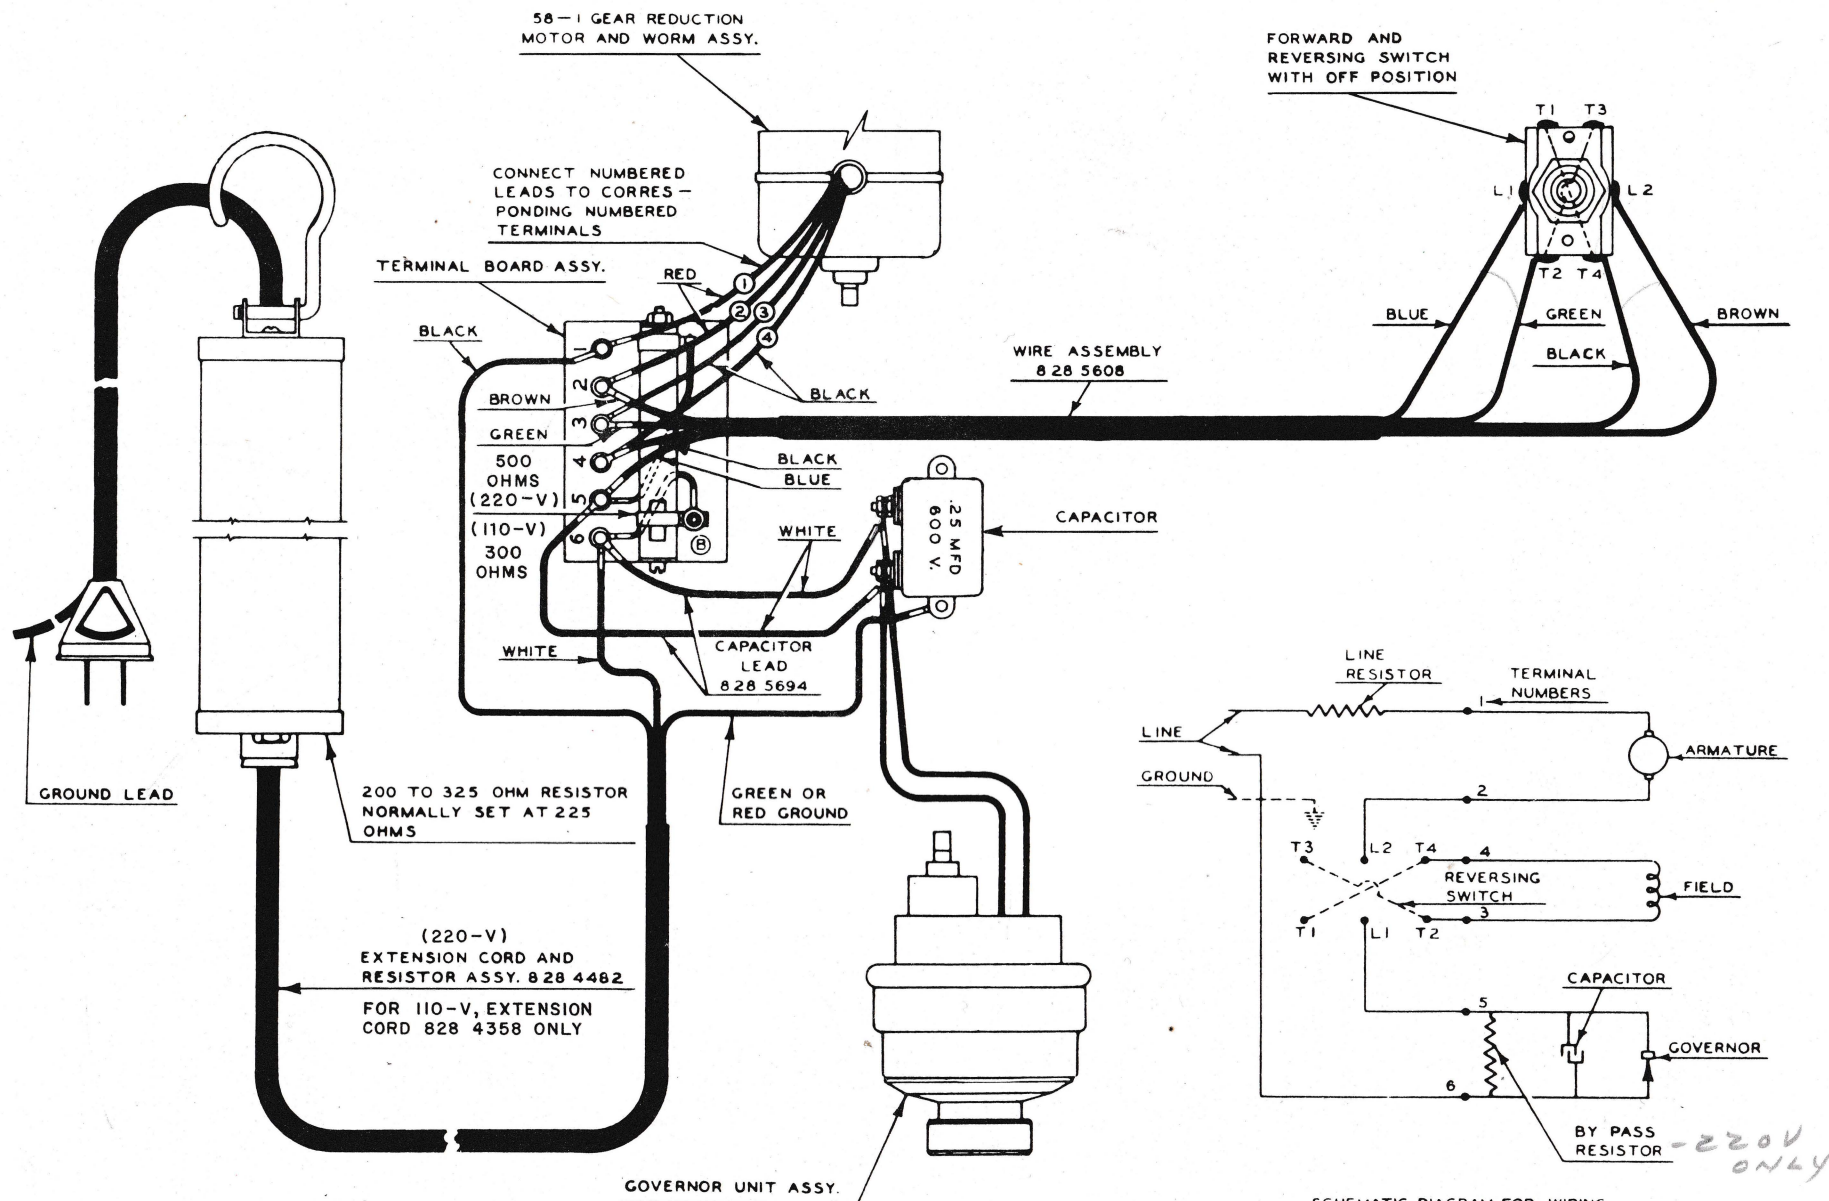 58-1 GEAR REDUCTION
MOTOR AND WORM ASSY.
FORWARD AND
REVERSING SWITCH
WITH OFF POSITION
T1 T3
L1 L2
T2 T4
CONNECT NUMBERED
LEADS TO CORRES-
PONDING NUMBERED
TERMINALS
TERMINAL BOARD ASSY.
RED
1
2
3
4
BLACK
1
2
3
4
5
6
BROWN
GREEN
500
OHMS
(220-V)
(110-V)
300
OHMS
B
BLACK
BLACK
BLUE
WIRE ASSEMBLY
828 5608
BLUE
GREEN
BLACK
BROWN
WHITE
.25 MFD
600 V.
CAPACITOR
WHITE
CAPACITOR
LEAD
828 5694
GROUND LEAD
200 TO 325 OHM RESISTOR
NORMALLY SET AT 225
OHMS
GREEN OR
RED GROUND
(220-V)
EXTENSION CORD AND
RESISTOR ASSY. 828 4482
FOR 110-V, EXTENSION
CORD 828 4358 ONLY
GOVERNOR UNIT ASSY.
LINE
RESISTOR
1
TERMINAL
NUMBERS
LINE
ARMATURE
GROUND
2
T3 L2 T4 4
REVERSING
SWITCH
FIELD
3
T1 L1 T2
CAPACITOR
5
GOVERNOR
6
BY PASS
RESISTOR
-220V
ONLY
SCHEMATIC DIAGRAM FOR WIRING